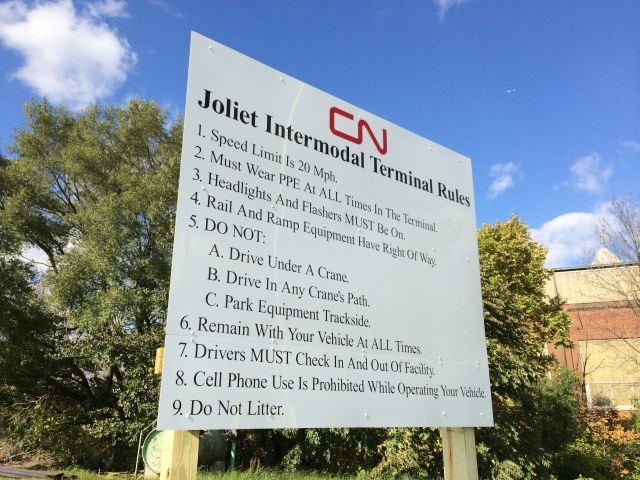 CN
Joliet Intermodal Terminal Rules
1. Speed Limit Is 20 Mph.
2. Must Wear PPE At ALL Times In The Terminal.
3. Headlights And Flashers MUST Be On.
4. Rail And Ramp Equipment Have Right Of Way.
5. DO NOT:
A. Drive Under A Crane.
B. Drive In Any Crane's Path.
C. Park Equipment Trackside.
6. Remain With Your Vehicle At ALL Times.
7. Drivers MUST Check In And Out Of Facility.
8. Cell Phone Use Is Prohibited While Operating Your Vehicle.
9. Do Not Litter.